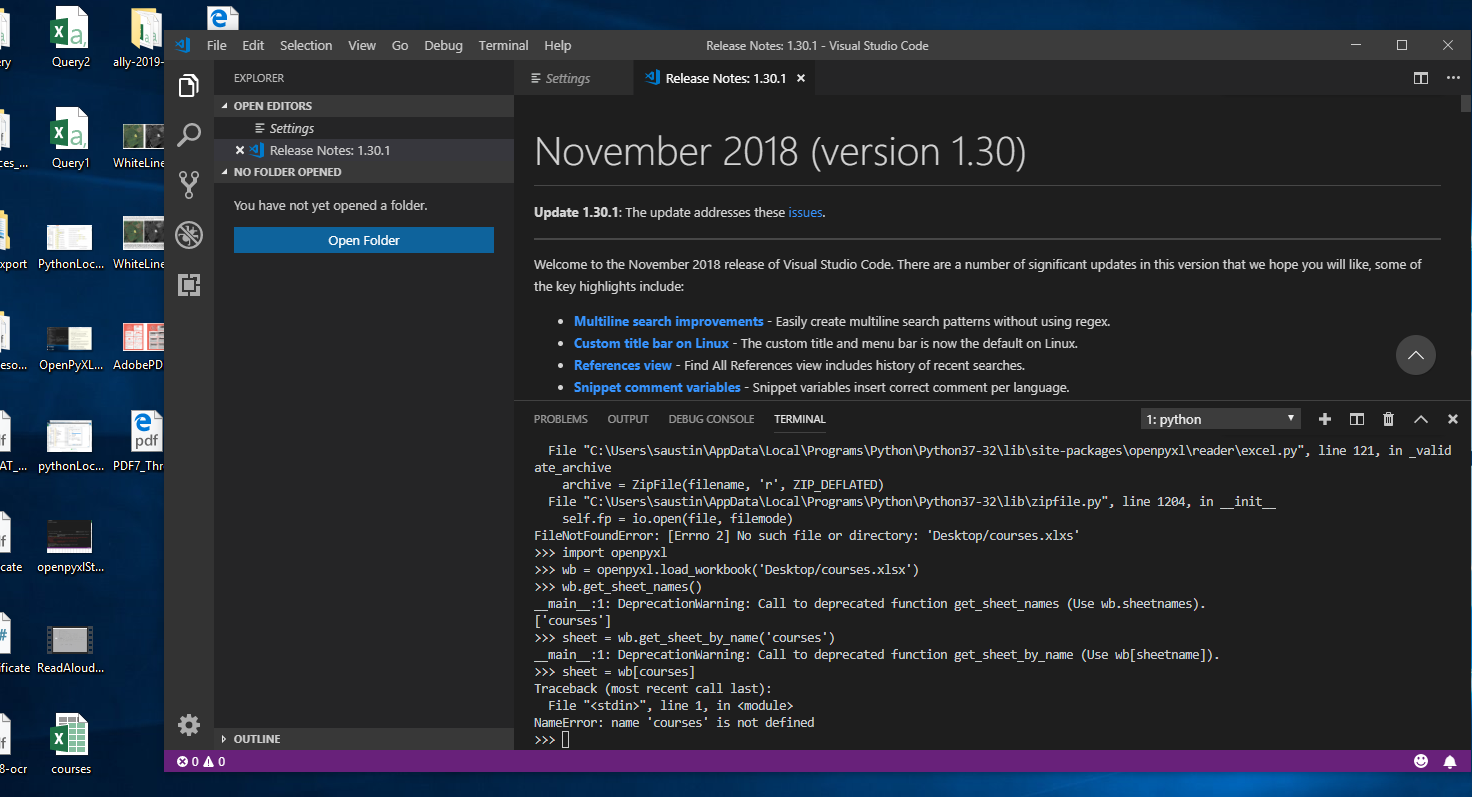 ry
Query2
ally-2019-
ces_...
Query1
WhiteLine
xport
PythonLoc...
WhiteLine
eso...
OpenPyXL...
AdobePD
AT_...
pythonLoc...
pdf
PDF7_Thr
cate
openpyxlSt...
ificate
ReadAloud...
8-ocr
courses
File Edit Selection View Go Debug Terminal Help
Release Notes: 1.30.1 - Visual Studio Code
EXPLORER
OPEN EDITORS
Settings
Release Notes: 1.30.1
NO FOLDER OPENED
You have not yet opened a folder.
Open Folder
OUTLINE
Settings
Release Notes: 1.30.1
November 2018 (version 1.30)
Update 1.30.1: The update addresses these issues.
Welcome to the November 2018 release of Visual Studio Code. There are a number of significant updates in this version that we hope you will like, some of
the key highlights include:
• Multiline search improvements - Easily create multiline search patterns without using regex.
• Custom title bar on Linux - The custom title and menu bar is now the default on Linux.
• References view - Find All References view includes history of recent searches.
• Snippet comment variables - Snippet variables insert correct comment per language.
PROBLEMS OUTPUT DEBUG CONSOLE TERMINAL
1: python
File "C:\Users\saustin\AppData\Local\Programs\Python\Python37-32\lib\site-packages\openpyxl\reader\excel.py", line 121, in _valid
ate_archive
archive = ZipFile(filename, 'r', ZIP_DEFLATED)
File "C:\Users\saustin\AppData\Local\Programs\Python\Python37-32\lib\zipfile.py", line 1204, in __init__
self.fp = io.open(file, filemode)
FileNotFoundError: [Errno 2] No such file or directory: 'Desktop/courses.xlxs'
>>> import openpyxl
>>> wb = openpyxl.load_workbook('Desktop/courses.xlsx')
>>> wb.get_sheet_names()
__main__:1: DeprecationWarning: Call to deprecated function get_sheet_names (Use wb.sheetnames).
['courses']
>>> sheet = wb.get_sheet_by_name('courses')
__main__:1: DeprecationWarning: Call to deprecated function get_sheet_by_name (Use wb[sheetname]).
>>> sheet = wb[courses]
Traceback (most recent call last):
File "<stdin>", line 1, in <module>
NameError: name 'courses' is not defined
>>>
0 0